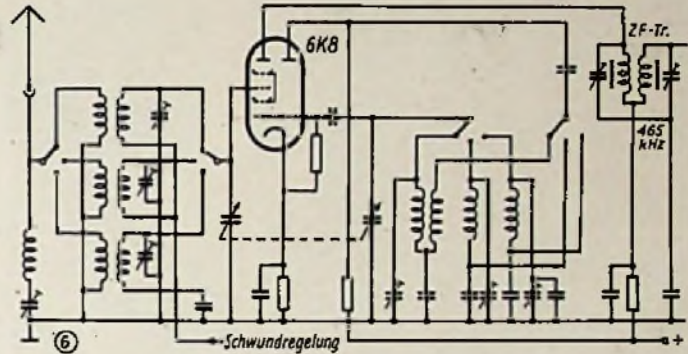 6K8
ZF-Tr.
465
kHz
⑥
Schwundregelung
a+